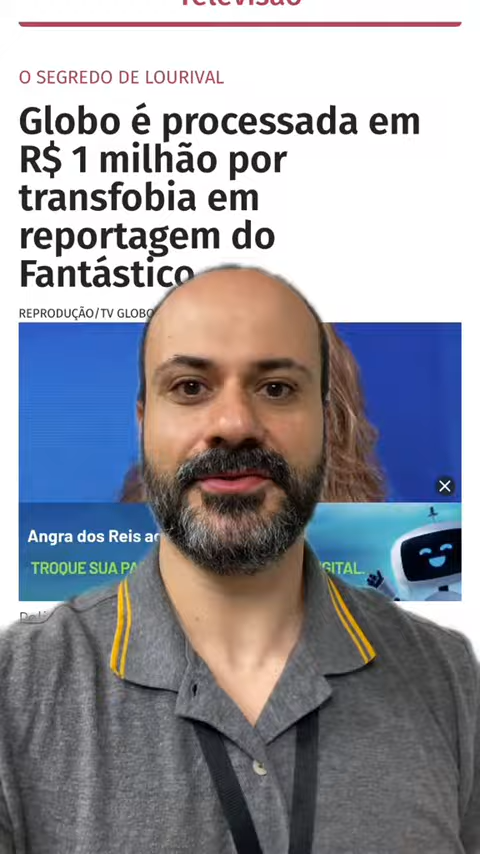 Televisão
O SEGREDO DE LOURIVAL
Globo é processada em
R$ 1 milhão por
transfobia em
reportagem do
Fantástico
REPRODUÇÃO/TV GLOBO
Angra dos Reis
TROQUE SUA